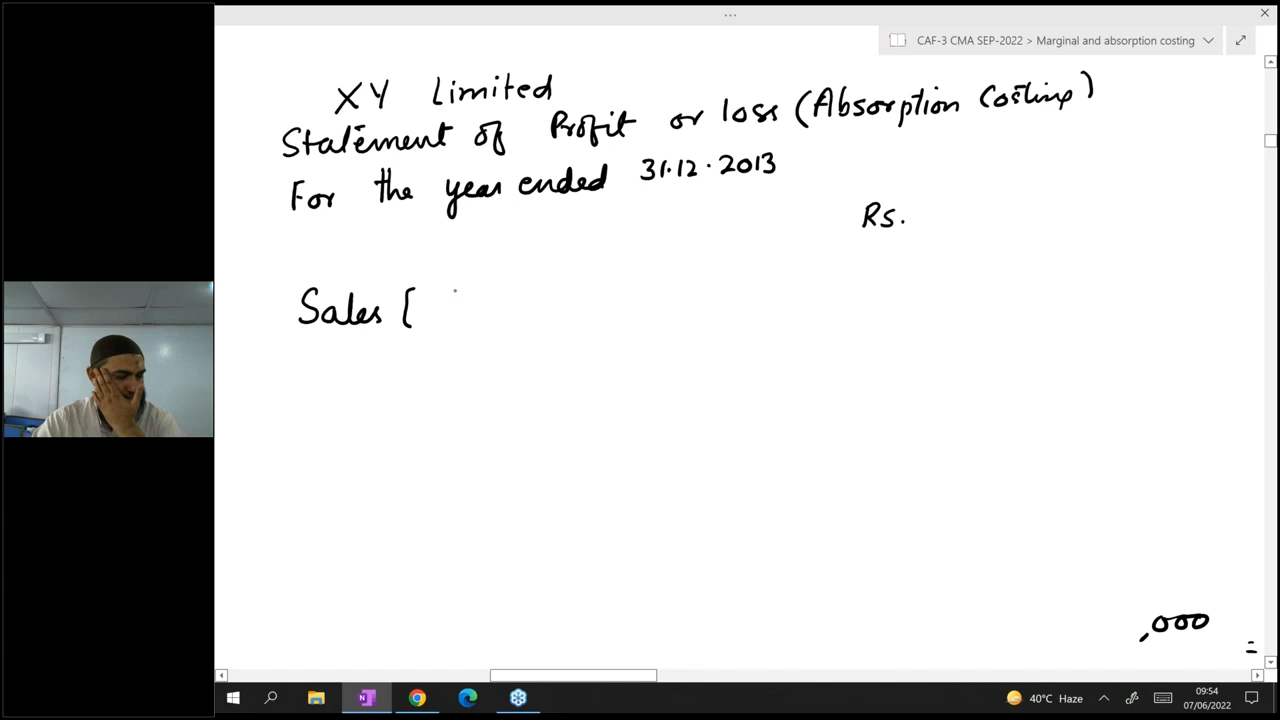 CAF-3 CMA SEP-2022 > Marginal and absorption costing
XY Limited
Statement of Profit or loss (Absorption Costing)
For the year ended 31.12.2013
Rs.
Sales [
,000
=
40°C Haze
09:54
07/06/2022